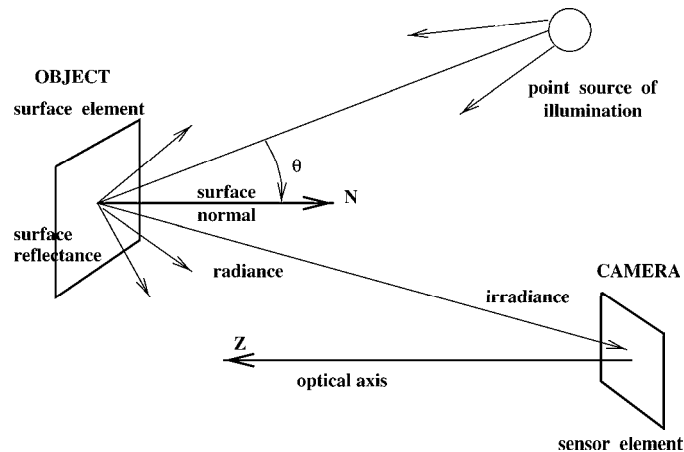 OBJECT
surface element
point source of
illumination
θ
surface
normal
N
surface
reflectance
radiance
CAMERA
irradiance
Z
optical axis
sensor element